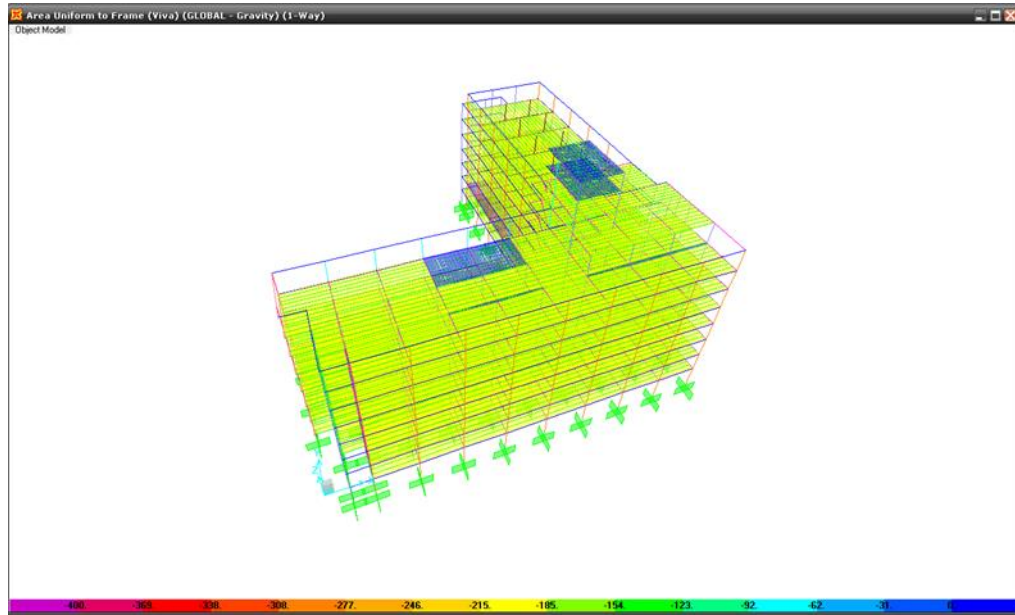 Area Uniform to Frame (Viva) (GLOBAL - Gravity) (1-Way)
Object Model
-400. -369. -338. -308. -277. -246. -215. -185. -154. -123. -92. -62. -31. 0.